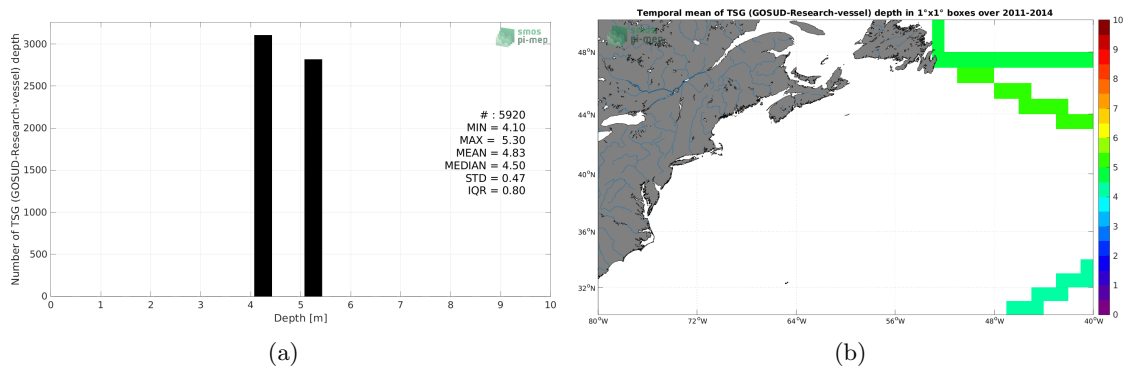 smos
pi-mep
Number of TSG (GOSUD-Research-vessel) depth
3000
2500
2000
1500
1000
500
0
# : 5920
MIN = 4.10
MAX = 5.30
MEAN = 4.83
MEDIAN = 4.50
STD = 0.47
IQR = 0.80
0 1 2 3 4 5 6 7 8 9 10
Depth [m]
(a)
Temporal mean of TSG (GOSUD-Research-vessel) depth in 1°x1° boxes over 2011-2014
smos
pi-mep
48°N
44°N
40°N
36°N
32°N
80°W 72°W 64°W 56°W 48°W 40°W
10
9
8
7
6
5
4
3
2
1
0
(b)